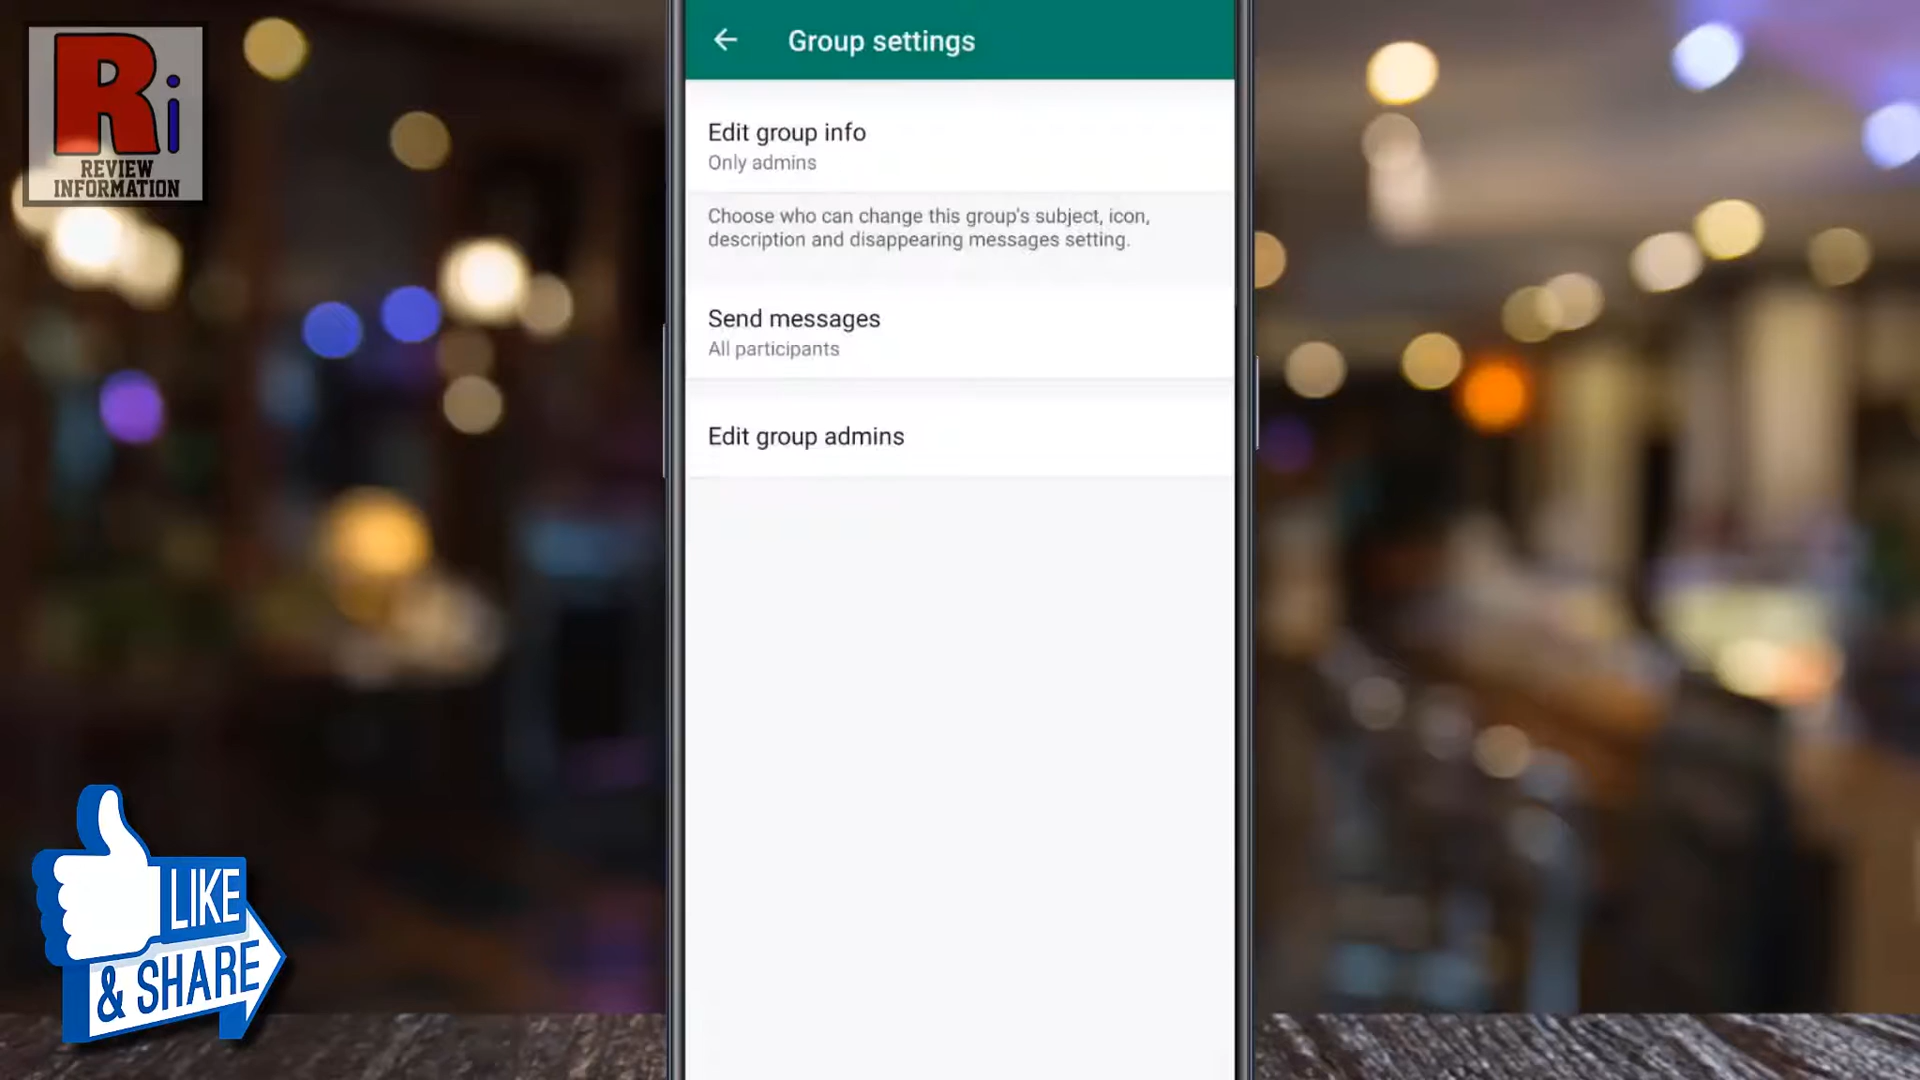 Ri
REVIEW
INFORMATION
Group settings
Edit group info
Only admins
Choose who can change this group's subject, icon,
description and disappearing messages setting.
Send messages
All participants
Edit group admins
LIKE
& SHARE